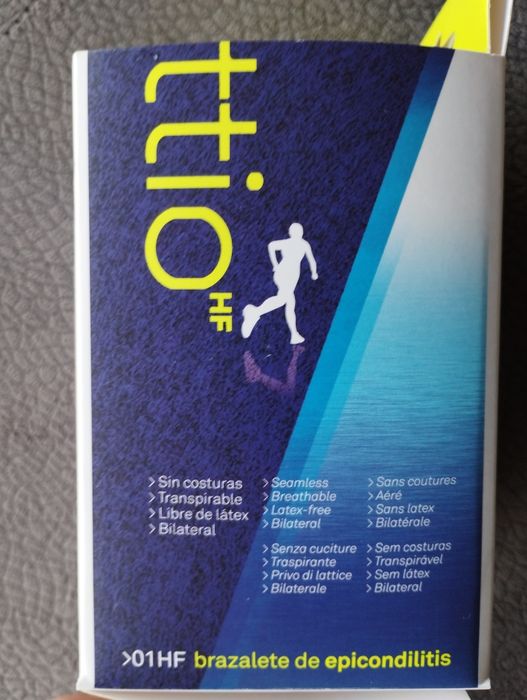 ttio HF
>Sin costuras
>Transpirable
>Libre de látex
>Bilateral
>Seamless
>Breathable
>Latex-free
>Bilateral
>Sans coutures
>Aéré
>Sans latex
>Bilatérale
>Senza cuciture
>Traspirante
>Privo di lattice
>Bilaterale
>Sem costuras
>Transpirável
>Sem látex
>Bilateral
>01HF brazalete de epicondilitis